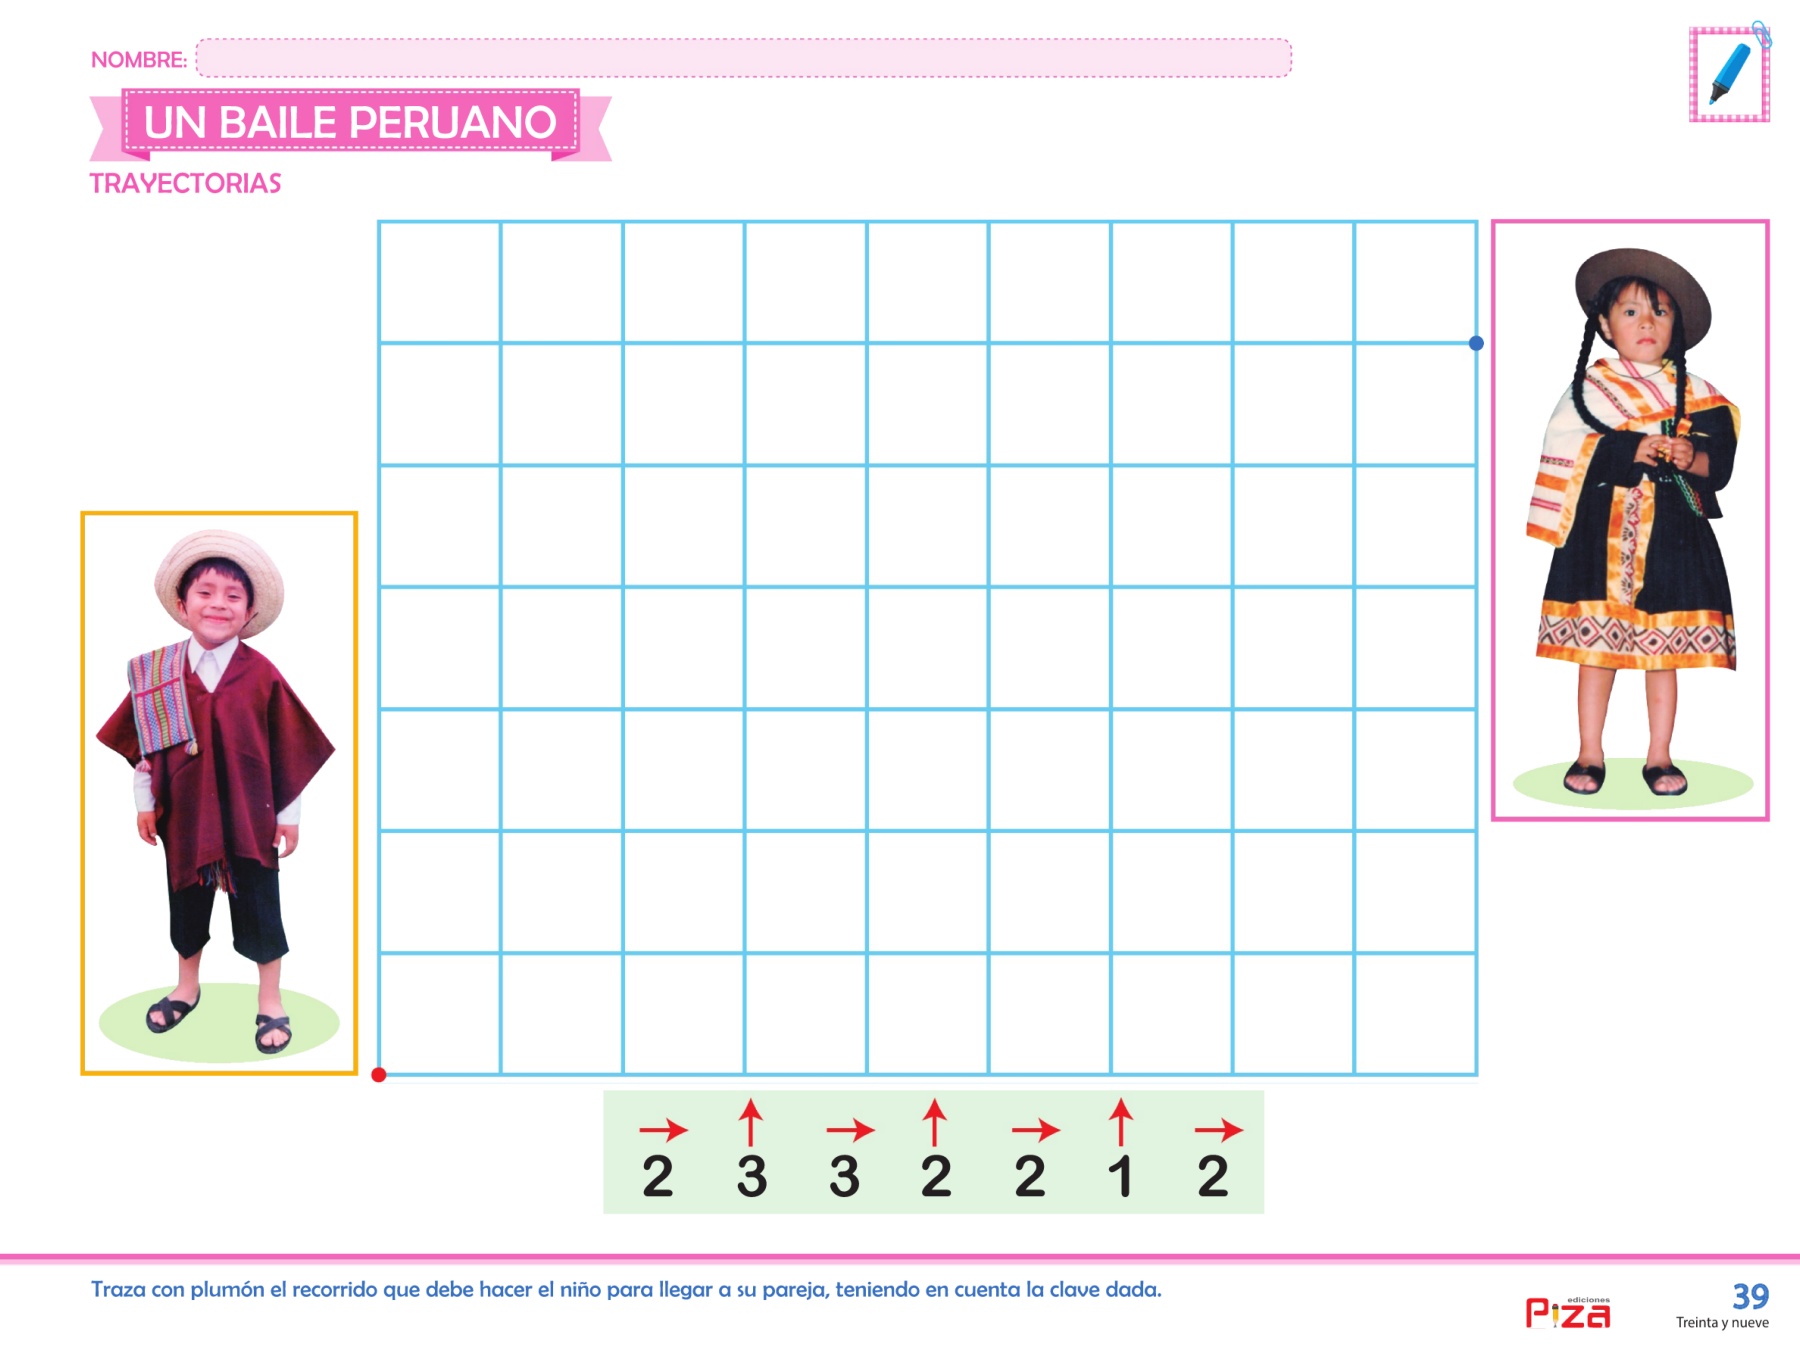 NOMBRE:
UN BAILE PERUANO
TRAYECTORIAS
→ ↑ → ↑ → ↑ →
2 3 3 2 2 1 2
Traza con plumón el recorrido que debe hacer el niño para llegar a su pareja, teniendo en cuenta la clave dada.
ediciones
Piza
39
Treinta y nueve